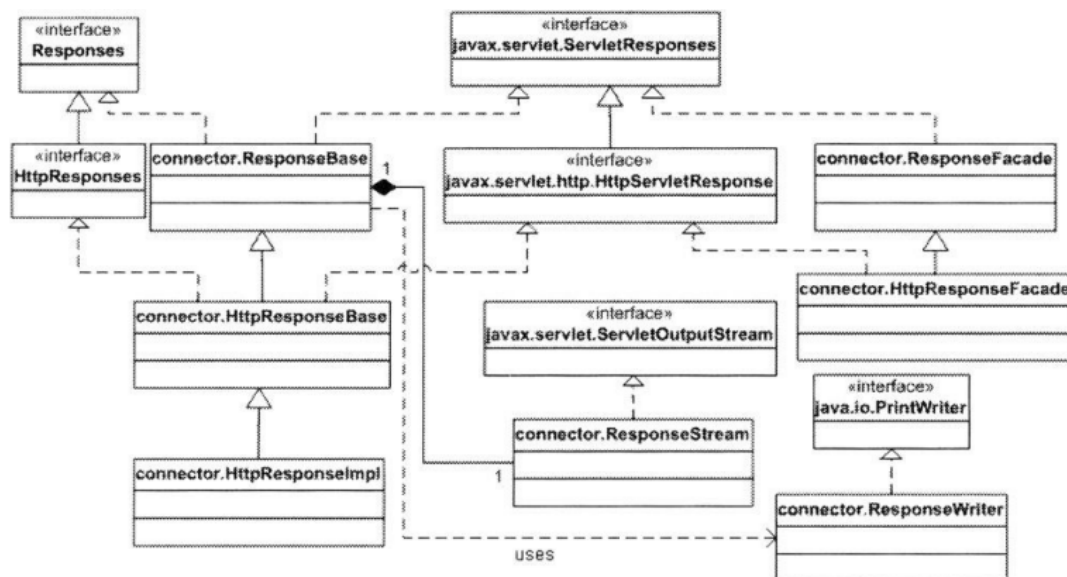 «interface»
Responses
«interface»
javax.servlet.ServletResponses
«interface»
HttpResponses
connector.ResponseBase
1
«interface»
javax.servlet.http.HttpServletResponse
connector.ResponseFacade
connector.HttpResponseBase
«interface»
javax.servlet.ServletOutputStream
connector.HttpResponseFacade
«interface»
java.io.PrintWriter
connector.ResponseStream
connector.HttpResponseImpl
1
connector.ResponseWriter
uses